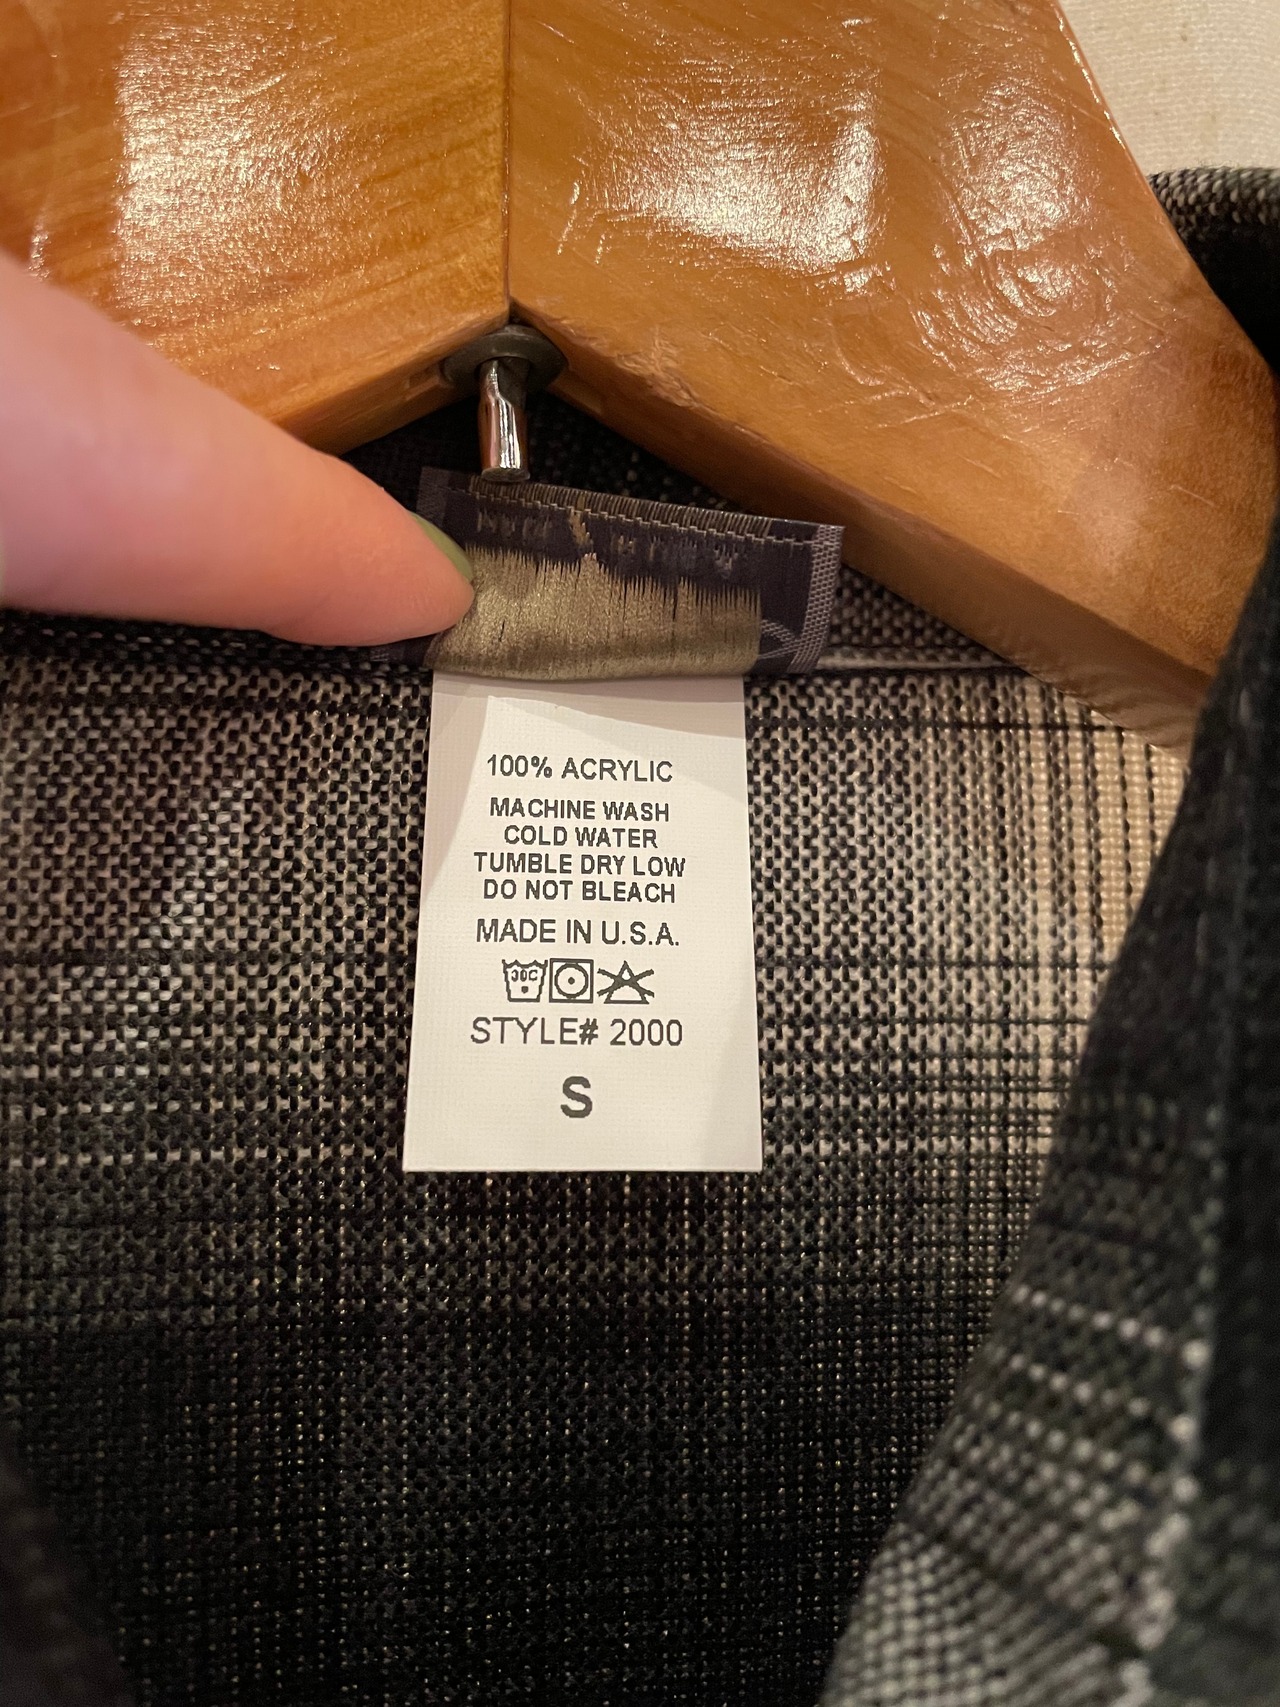 100% ACRYLIC
MACHINE WASH
COLD WATER
TUMBLE DRY LOW
DO NOT BLEACH
MADE IN U.S.A.
30C
STYLE# 2000
S